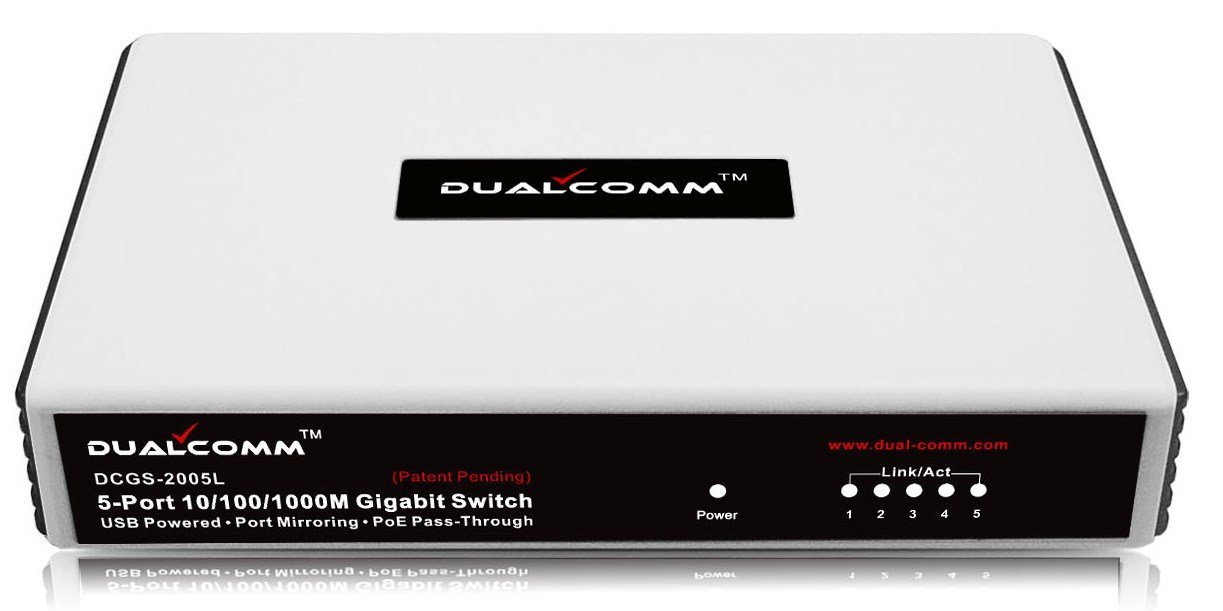 DUALCOMM™
DUALCOMM™
DCGS-2005L (Patent Pending)
5-Port 10/100/1000M Gigabit Switch
USB Powered • Port Mirroring • PoE Pass-Through
Power
www.dual-comm.com
Link/Act
1 2 3 4 5